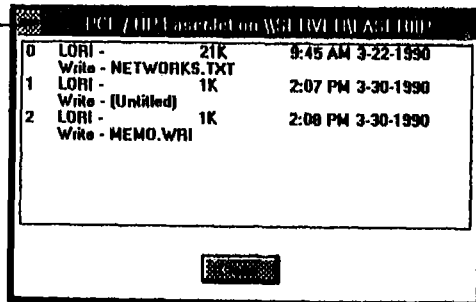 PCL / HP LaserJet on
0 LORI - 21K 9:45 AM 3-22-1990
Write - NETWORKS.TXT
1 LORI - 1K 2:07 PM 3-30-1990
Write - (Untitled)
2 LORI - 1K 2:08 PM 3-30-1990
Write - MEMO.WRI